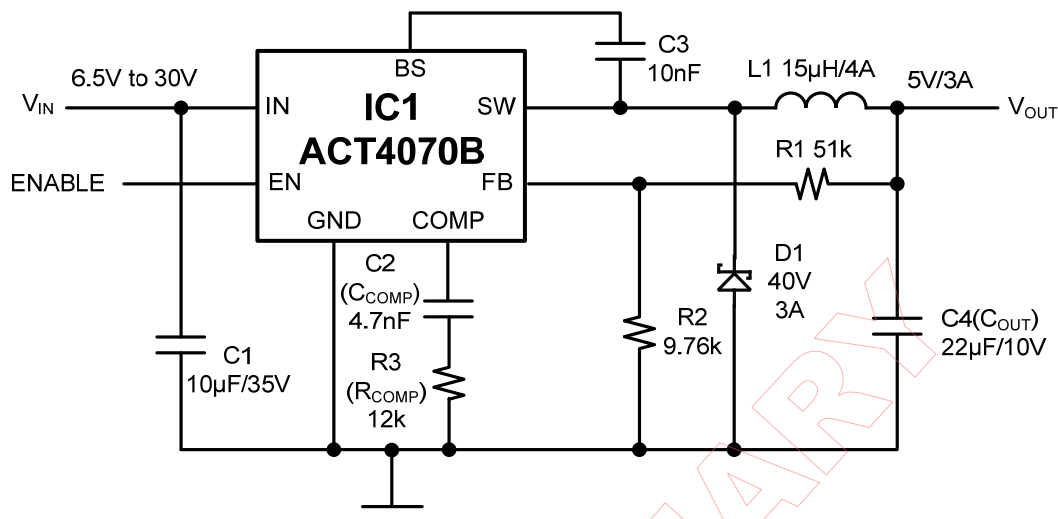 6.5V to 30V
VIN
ENABLE
IN
EN
BS
IC1
ACT4070B
SW
FB
GND
COMP
C3
10nF
L1 15µH/4A
5V/3A
VOUT
R1 51k
C1
10µF/35V
C2
(CCOMP)
4.7nF
R3
(RCOMP)
12k
R2
9.76k
D1
40V
3A
C4(COUT)
22µF/10V